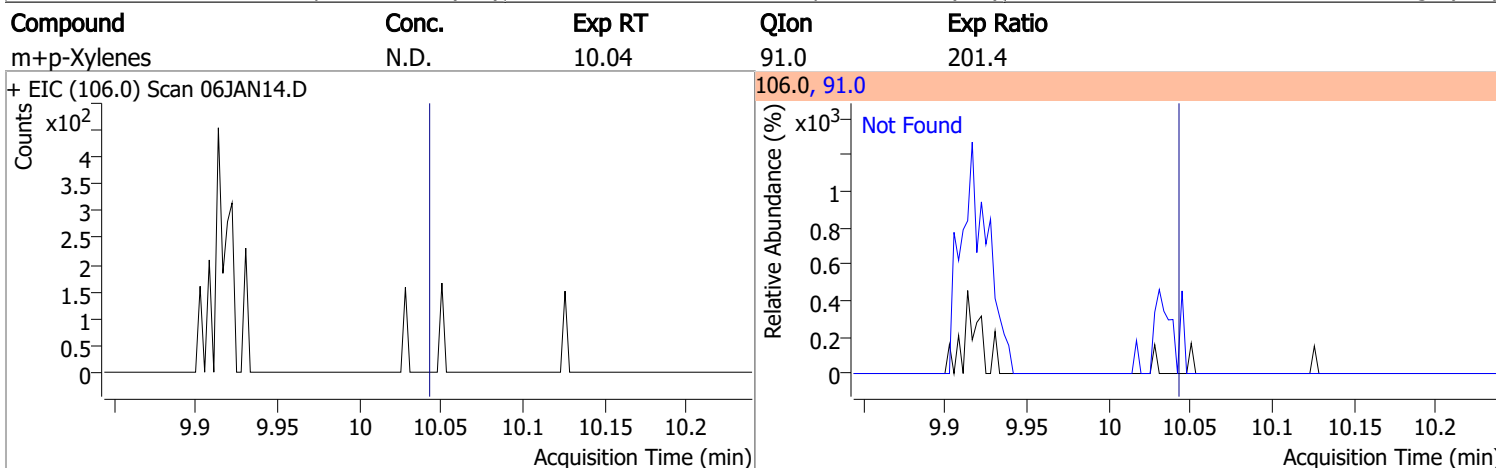 Compound Conc. Exp RT QIon Exp Ratio
m+p-Xylenes N.D. 10.04 91.0 201.4
+ EIC (106.0) Scan 06JAN14.D
Counts
x10²
4
3.5
3
2.5
2
1.5
1
0.5
0
9.9 9.95 10 10.05 10.1 10.15 10.2
Acquisition Time (min)
106.0, 91.0
Relative Abundance (%)
x10³
Not Found
1
0.8
0.6
0.4
0.2
0
9.9 9.95 10 10.05 10.1 10.15 10.2
Acquisition Time (min)